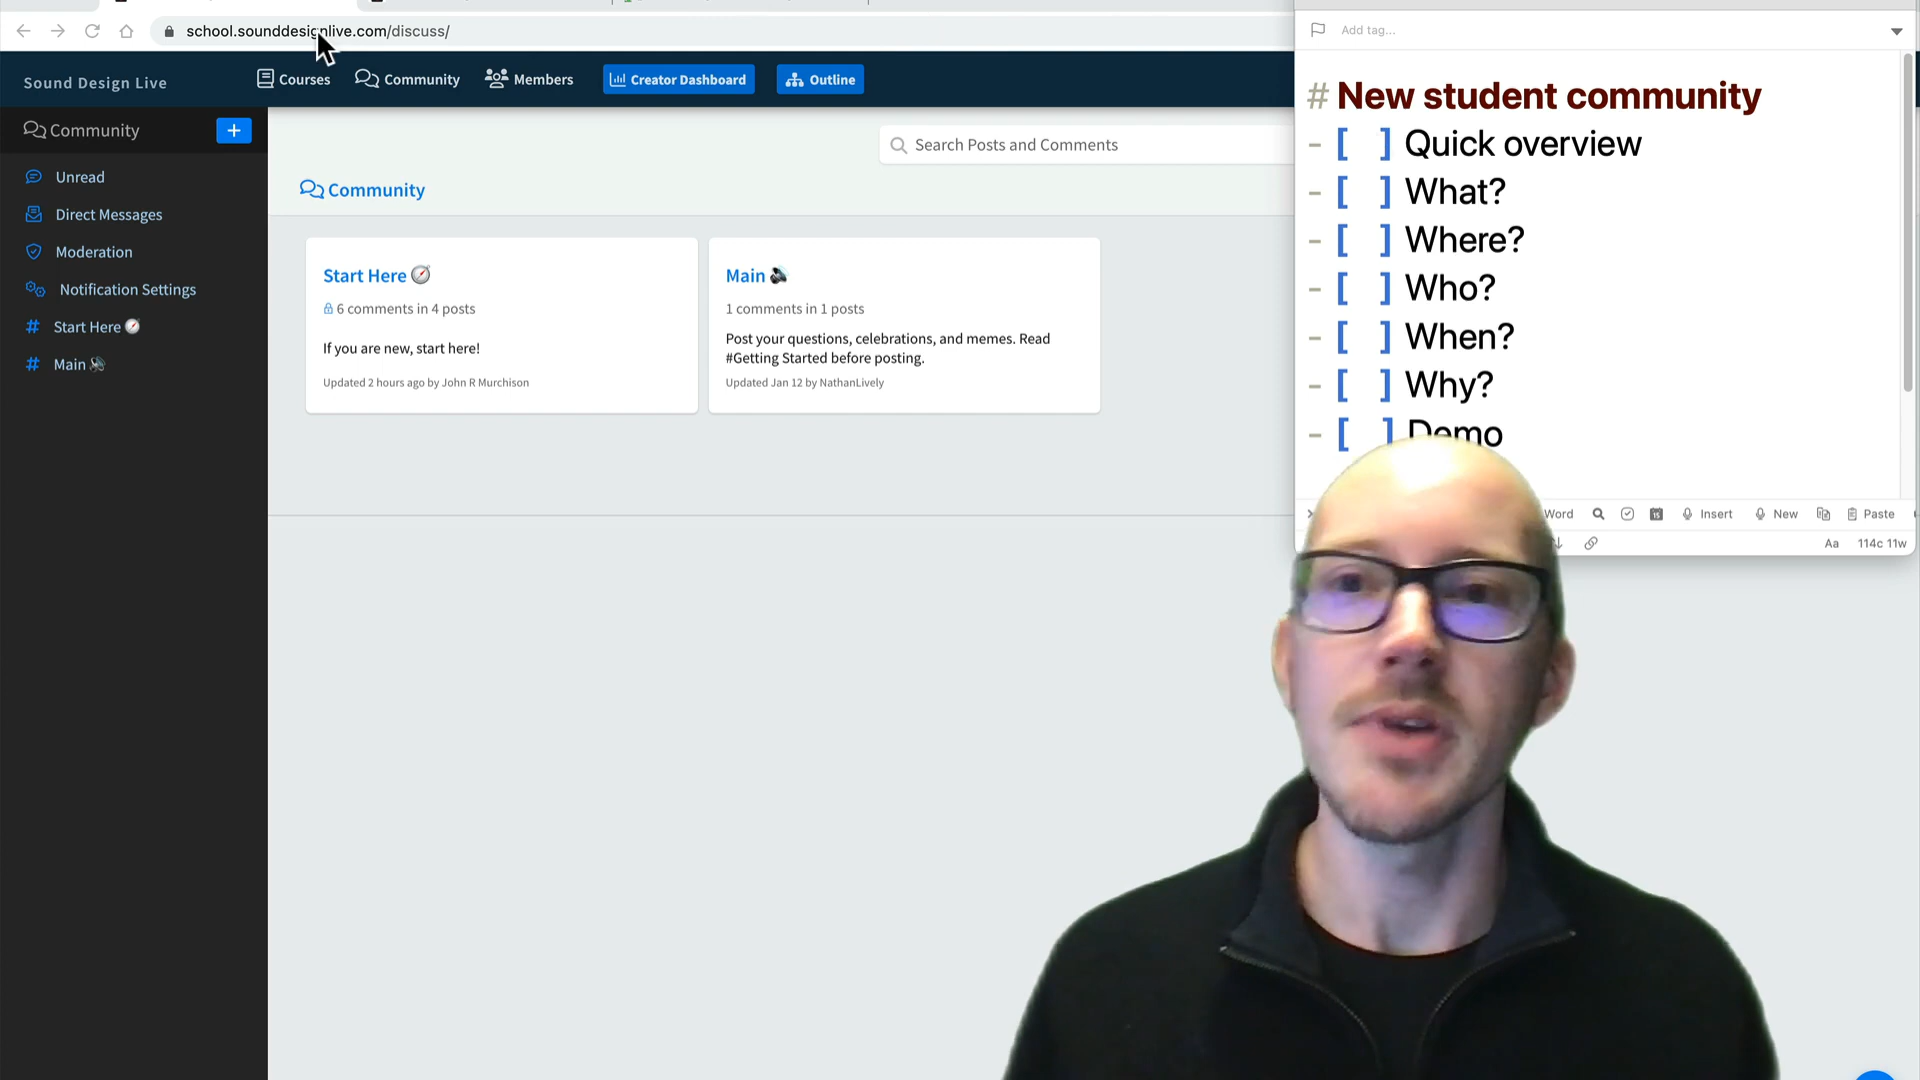 school.sounddesignlive.com/discuss/
Add tag...
Sound Design Live
Courses
Community
Members
Creator Dashboard
Outline
Community
+
Search Posts and Comments
Unread
Direct Messages
Moderation
Notification Settings
# Start Here
# Main
Community
Start Here
6 comments in 4 posts
If you are new, start here!
Updated 2 hours ago by John R Murchison
Main
1 comments in 1 posts
Post your questions, celebrations, and memes. Read
#Getting Started before posting.
Updated Jan 12 by NathanLively
# New student community
- [ ] Quick overview
- [ ] What?
- [ ] Where?
- [ ] Who?
- [ ] When?
- [ ] Why?
- [ ] Demo
Word
Insert
New
Paste
Aa
114c 11w